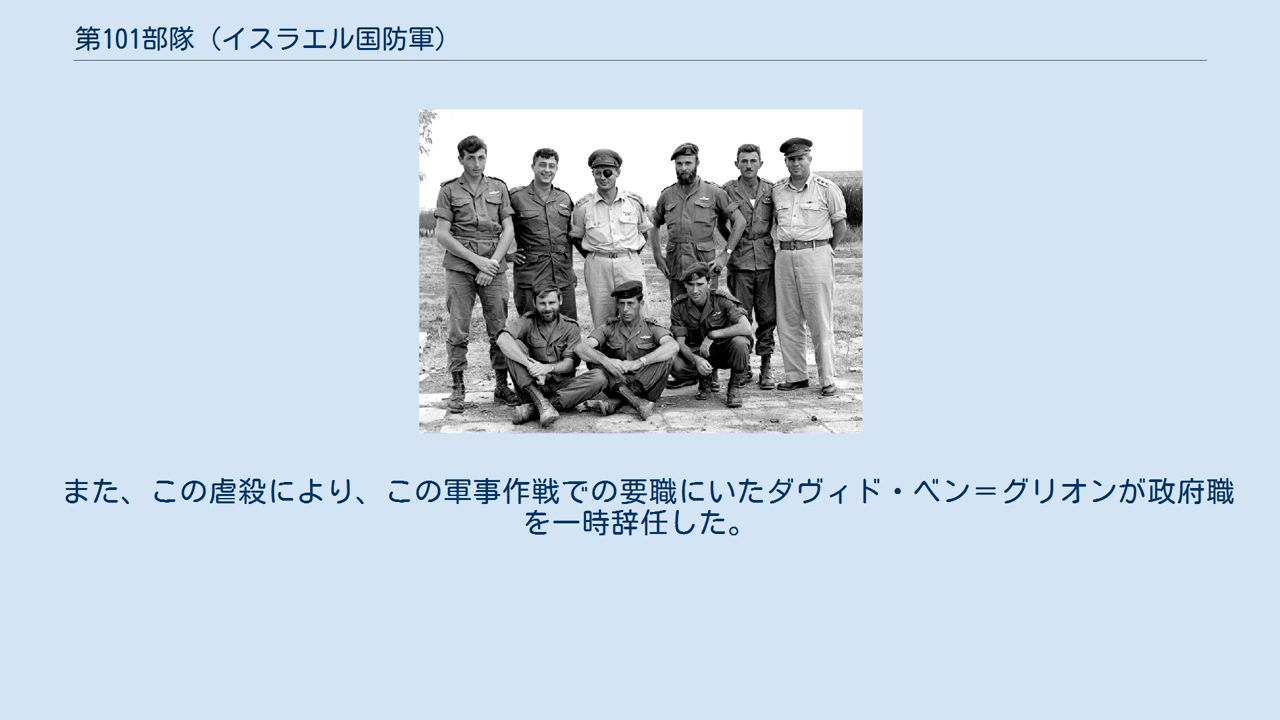 第101部隊（イスラエル国防軍）
また、この虐殺により、この軍事作戦での要職にいたダヴィド・ベン＝グリオンが政府職
を一時辞任した。